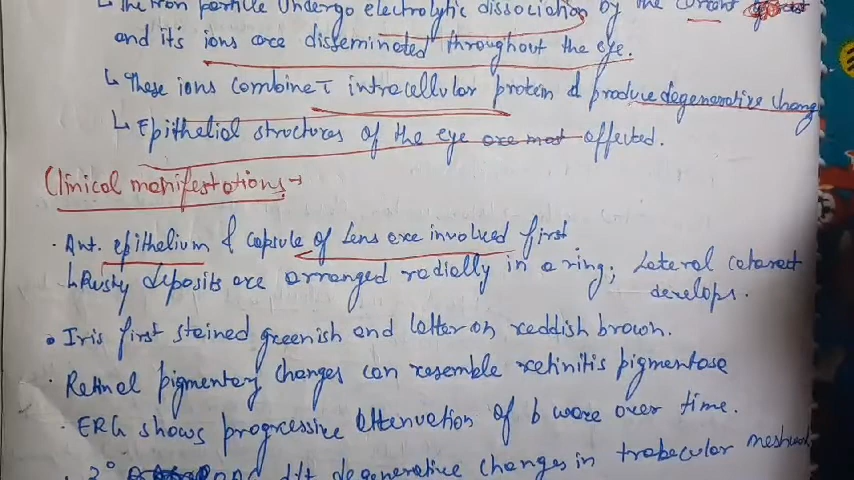 ↳ The Iron particle Undergo electrolytic dissociation by the current
and it's ions are disseminated throughout the eye.
↳ These ions combine τ intracellular protein & produce degenerative chang
↳ Epithelial structures of the eye are most affected.
Clinical manifestations →
· Ant. epithelium & capsule of Lens are involved first
↳ Rusty deposits are arranged radially in a ring; Lateral cataract
develops.
• Iris first stained greenish and latter on reddish brown.
· Retinal pigmentary changes can resemble retinitis pigmentosa
· ERG shows progressive attenuation of b wave over time.
· 2° d/t degenerative changes in trabecular meshwork